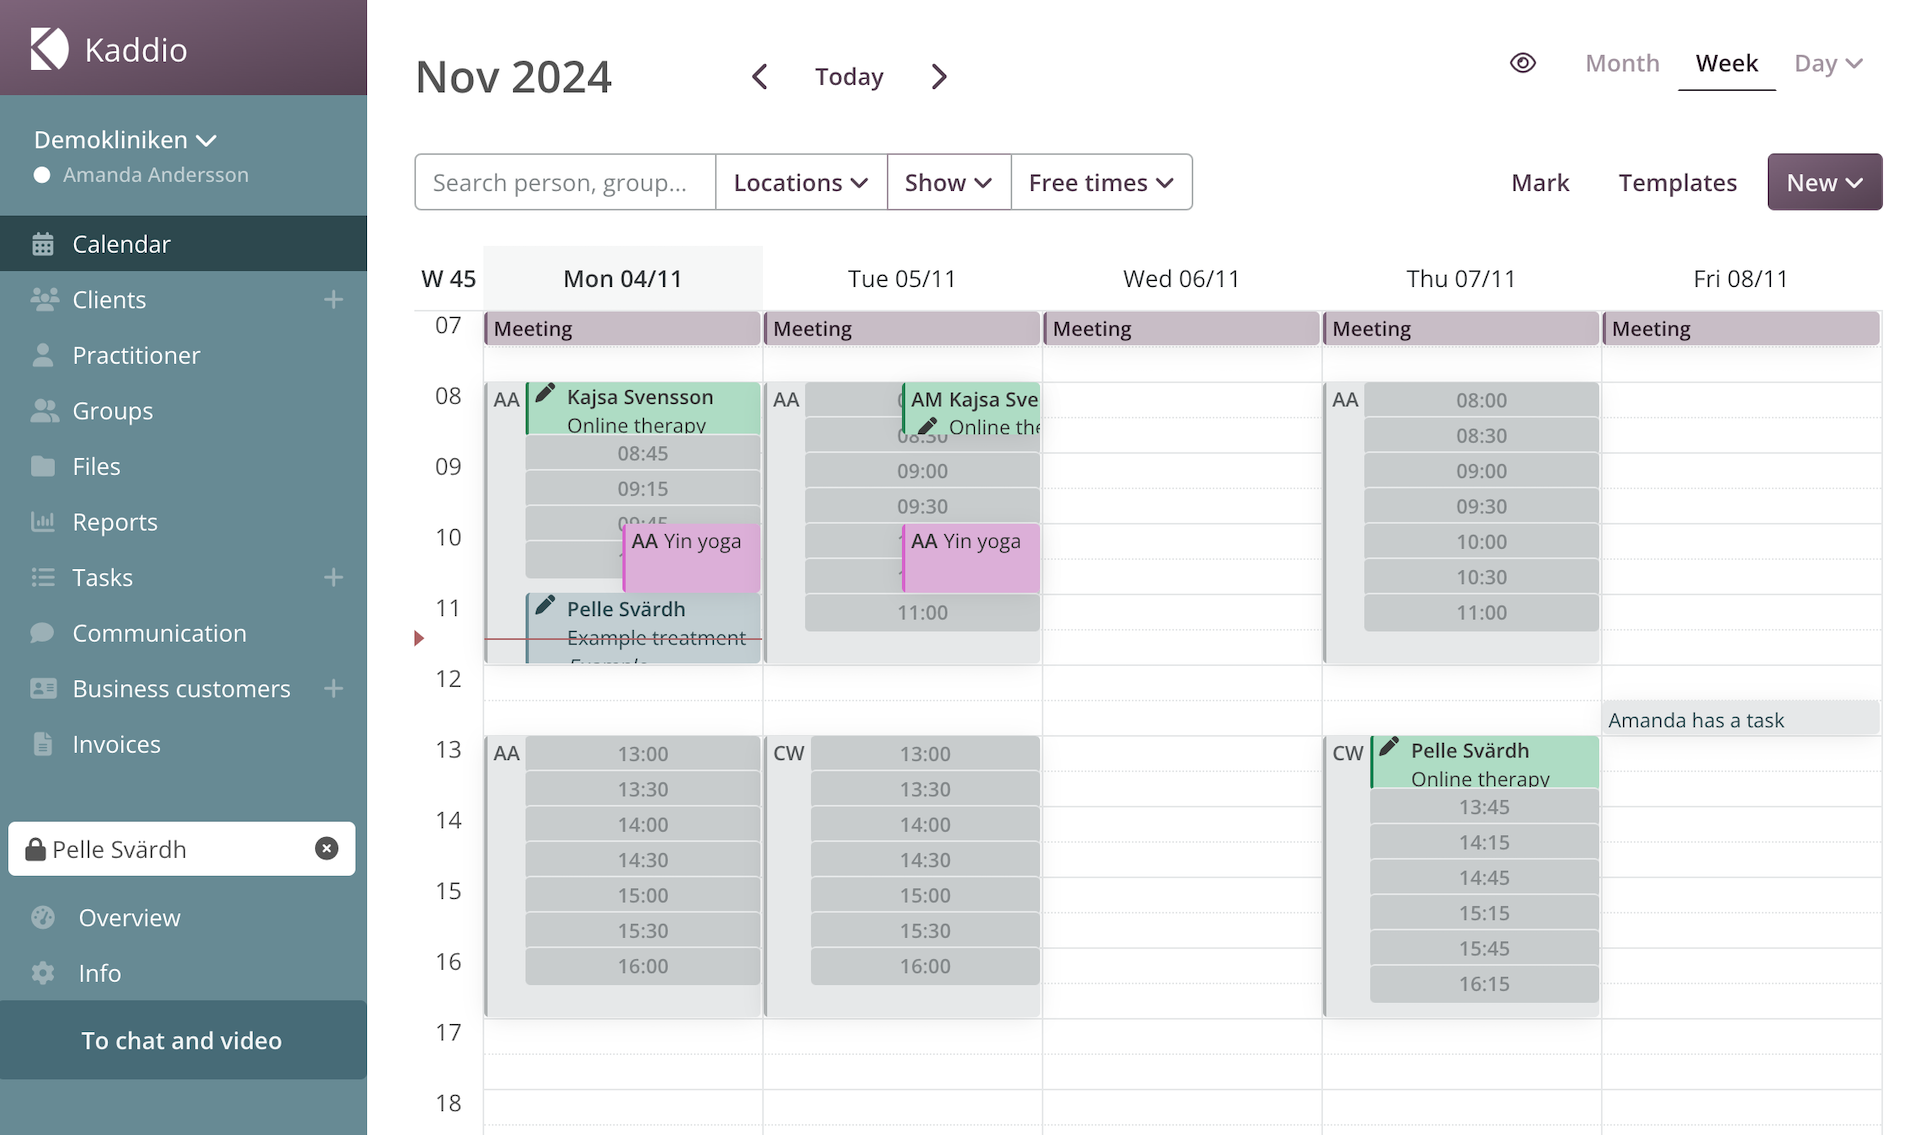 Kaddio
Demokliniken
Amanda Andersson
Calendar
Clients
Practitioner
Groups
Files
Reports
Tasks
Communication
Business customers
Invoices
Pelle Svärdh
Overview
Info
To chat and video
Nov 2024
Today
Month
Week
Day
Search person, group...
Locations
Show
Free times
Mark
Templates
New
W 45
Mon 04/11
Tue 05/11
Wed 06/11
Thu 07/11
Fri 08/11
07
08
09
10
11
12
13
14
15
16
17
18
Meeting
AA
Kajsa Svensson
Online therapy
08:45
09:15
09:45
AA Yin yoga
Pelle Svärdh
Example treatment
AA
13:00
13:30
14:00
14:30
15:00
15:30
16:00
Meeting
AA
AM Kajsa Sve
Online the
08:30
09:00
09:30
AA Yin yoga
11:00
CW
13:00
13:30
14:00
14:30
15:00
15:30
16:00
Meeting
Meeting
AA
08:00
08:30
09:00
09:30
10:00
10:30
11:00
CW
Pelle Svärdh
Online therapy
13:45
14:15
14:45
15:15
15:45
16:15
Meeting
Amanda has a task